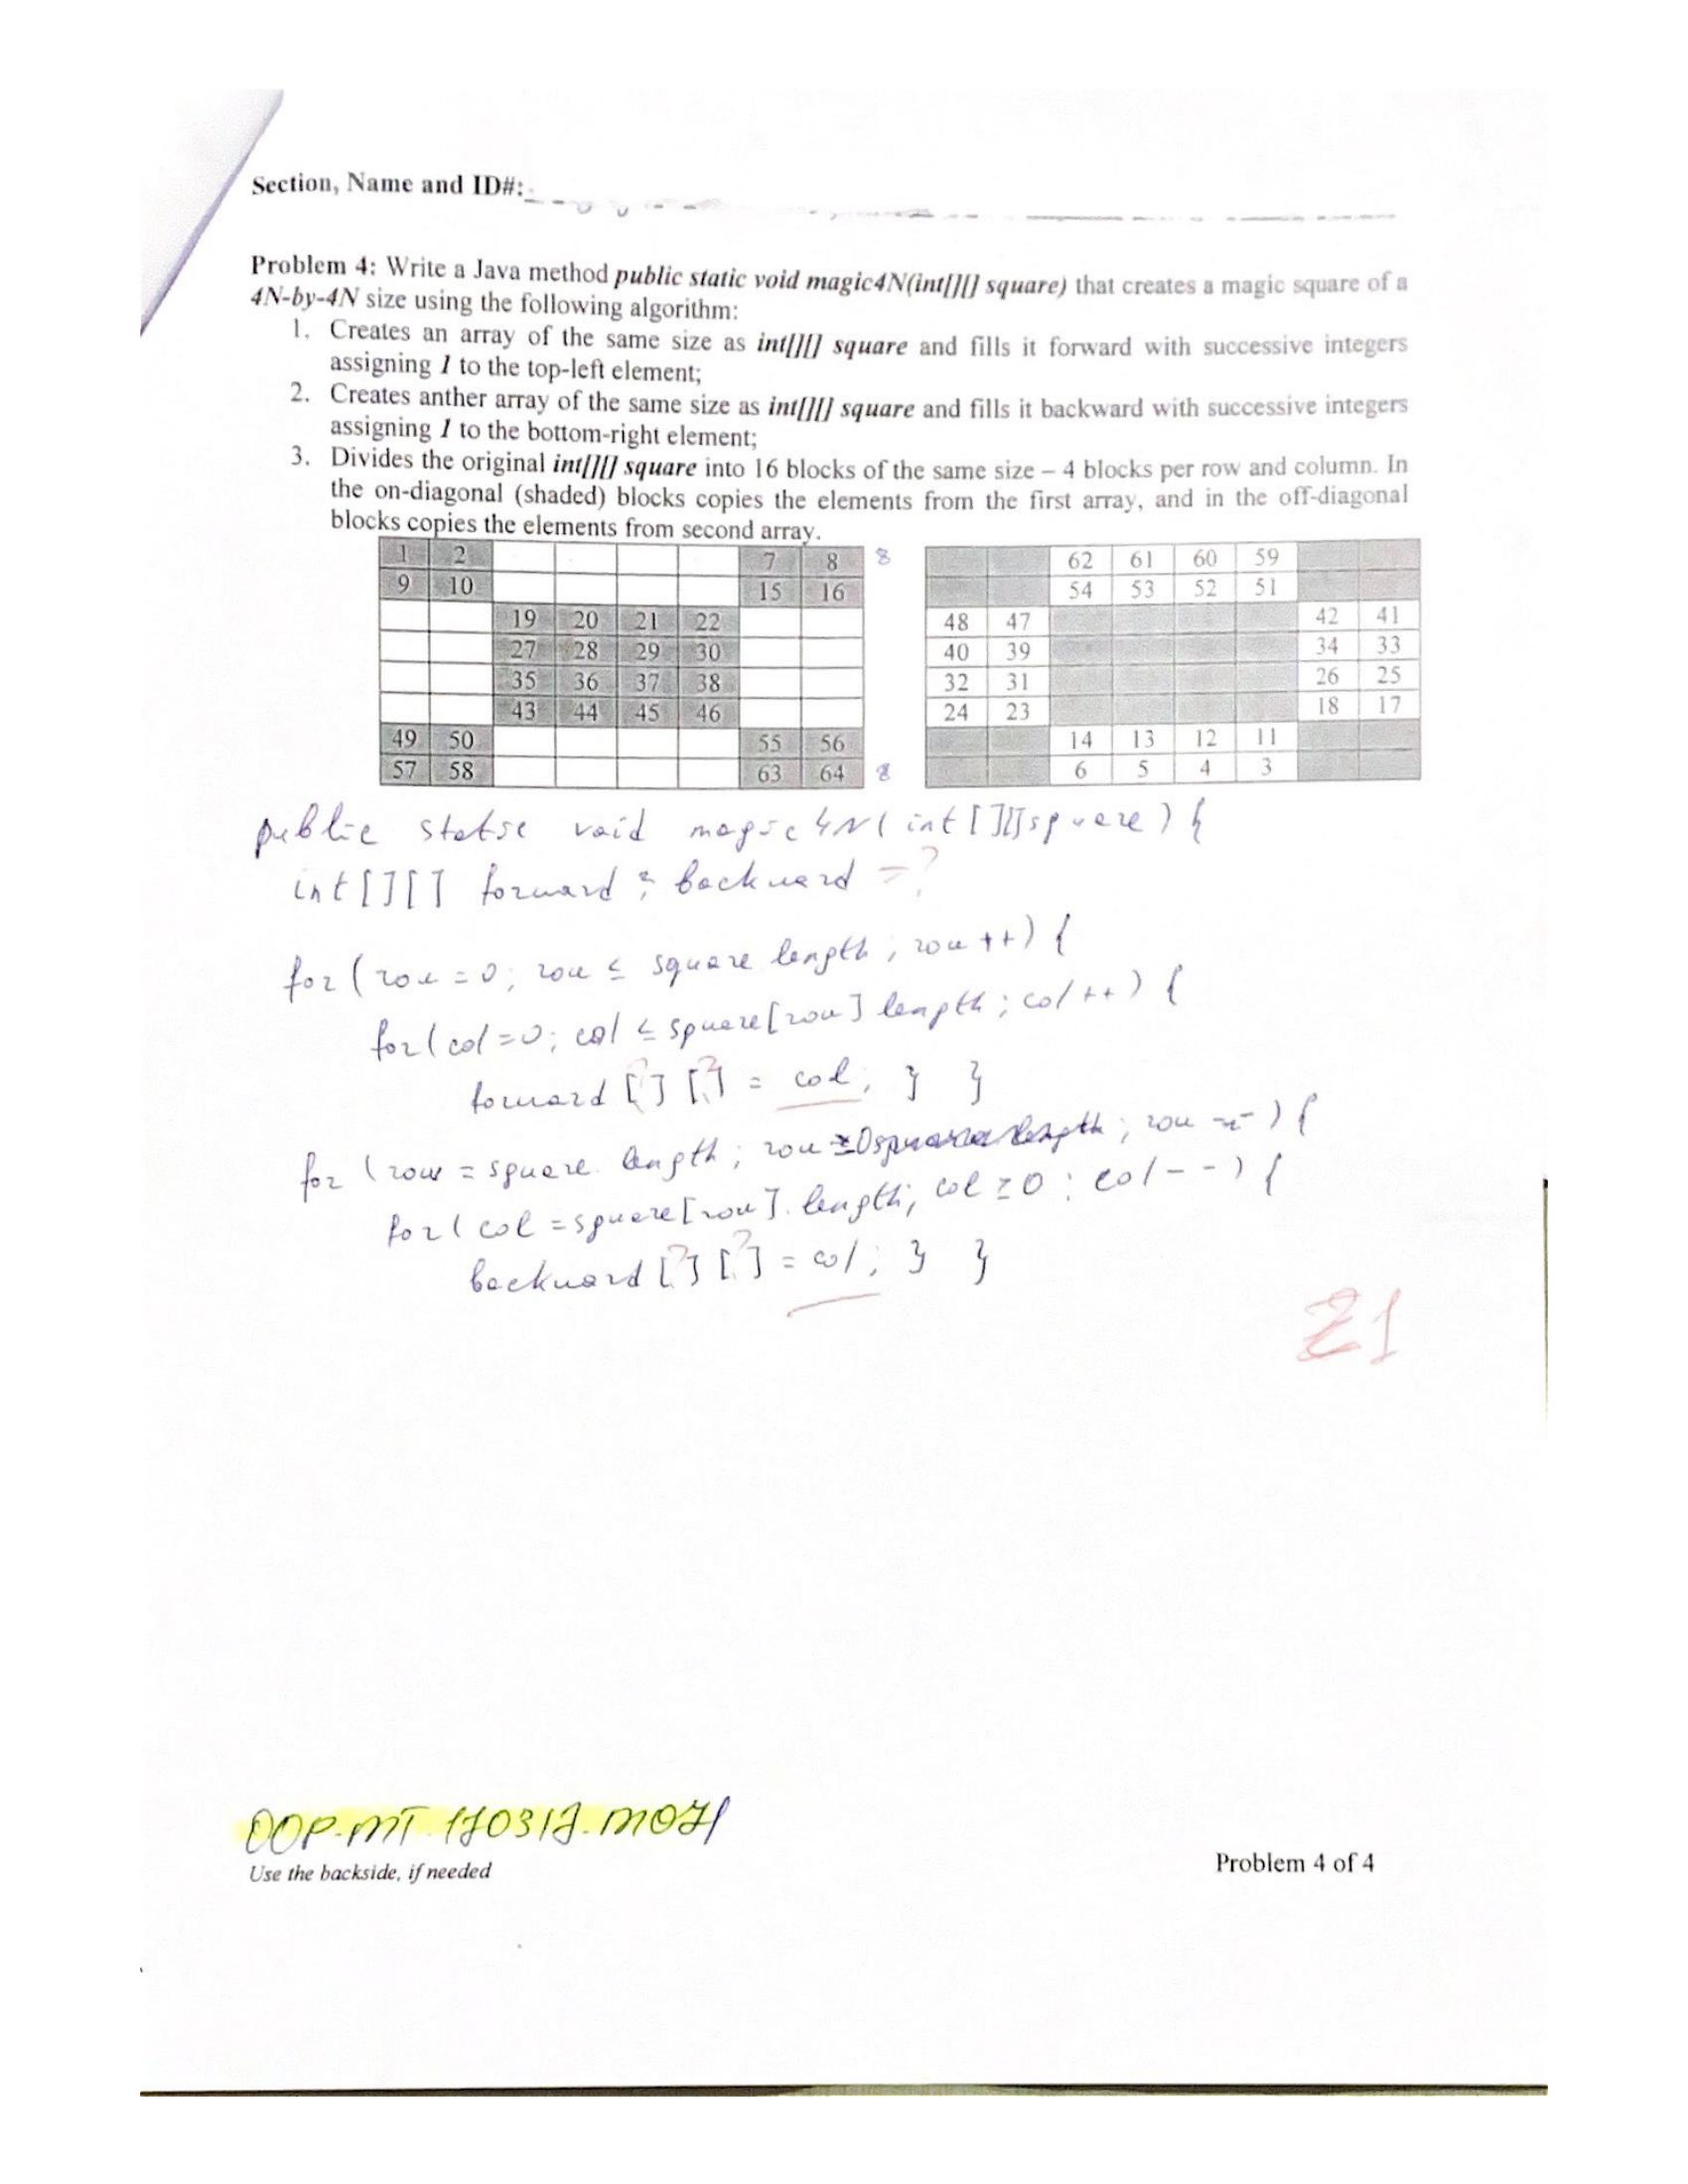 Section, Name and ID#:
Problem 4: Write a Java method public static void magic4N(int[][] square) that creates a magic square of a
4N-by-4N size using the following algorithm:
1. Creates an array of the same size as int[][] square and fills it forward with successive integers
assigning 1 to the top-left element;
2. Creates anther array of the same size as int[][] square and fills it backward with successive integers
assigning 1 to the bottom-right element;
3. Divides the original int[][] square into 16 blocks of the same size – 4 blocks per row and column. In
the on-diagonal (shaded) blocks copies the elements from the first array, and in the off-diagonal
blocks copies the elements from second array.
1 2 7 8 8 62 61 60 59
9 10 15 16 54 53 52 51
19 20 21 22 48 47 42 41
27 28 29 30 40 39 34 33
35 36 37 38 32 31 26 25
43 44 45 46 24 23 18 17
49 50 55 56 14 13 12 11
57 58 63 64 8 6 5 4 3
public static void magic4N(int[][]square) {
int[][] forward ; backward = ?
for (row = 0; row ≤ square length ; row ++) {
for( col = 0; col ≤ square[row] length ; col ++ ) {
forward [?] [?] = col; } }
for ( row = square. length ; row ≥ 0 ; row -- ) {
for( col = square[row]. length; col ≥ 0 ; col -- ) {
backward [?] [?] = col; } }
21
OOP-MT.170317.M071
Use the backside, if needed
Problem 4 of 4